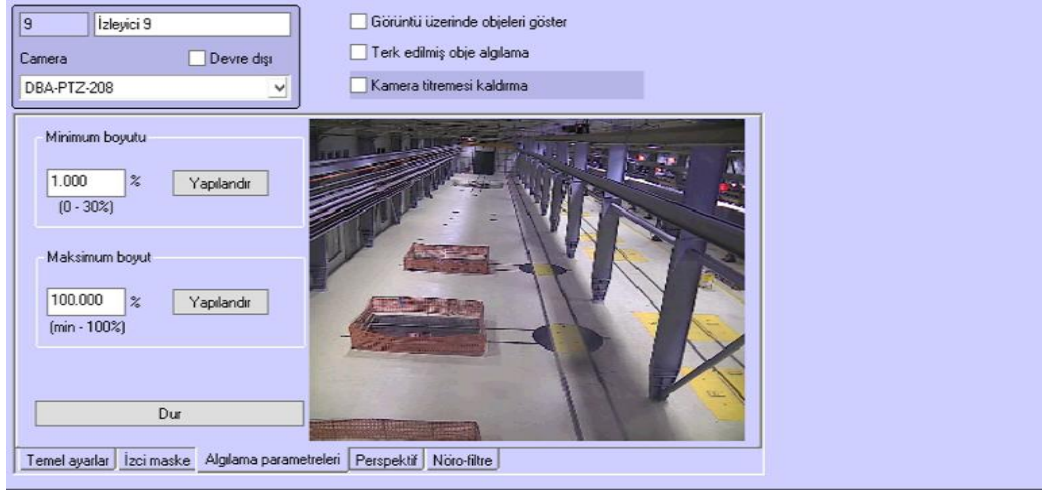 9
İzleyici 9
Görüntü üzerinde objeleri göster
Camera
Devre dışı
Terk edilmiş obje algılama
DBA-PTZ-208
Kamera titremesi kaldırma
Minimum boyutu
1.000 %
Yapılandır
(0 - 30%)
Maksimum boyut
100.000 %
Yapılandır
(min - 100%)
Dur
Temel ayarlar
İzci maske
Algılama parametreleri
Perspektif
Nöro-filtre